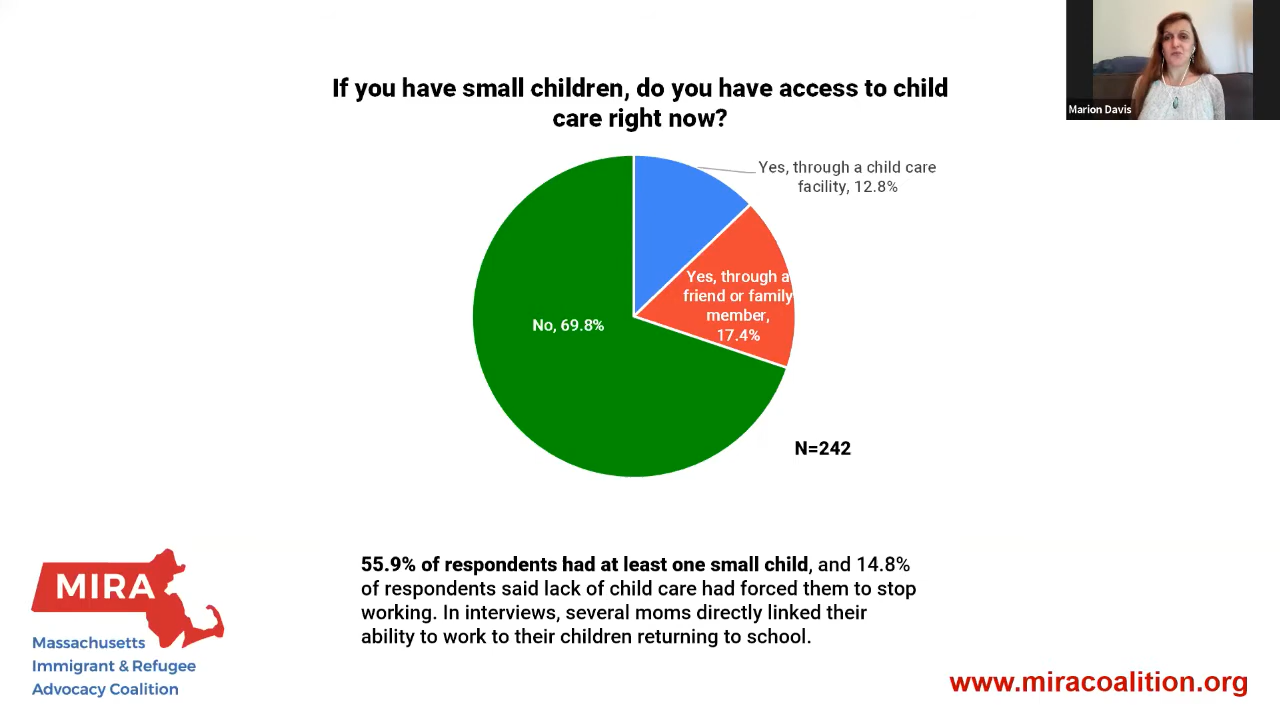 If you have small children, do you have access to child
care right now?
Marion Davis
Yes, through a child care
facility, 12.8%
Yes, through a
friend or family
member,
17.4%
No, 69.8%
N=242
55.9% of respondents had at least one small child, and 14.8%
of respondents said lack of child care had forced them to stop
working. In interviews, several moms directly linked their
ability to work to their children returning to school.
MIRA
Massachusetts
Immigrant & Refugee
Advocacy Coalition
www.miracoalition.org